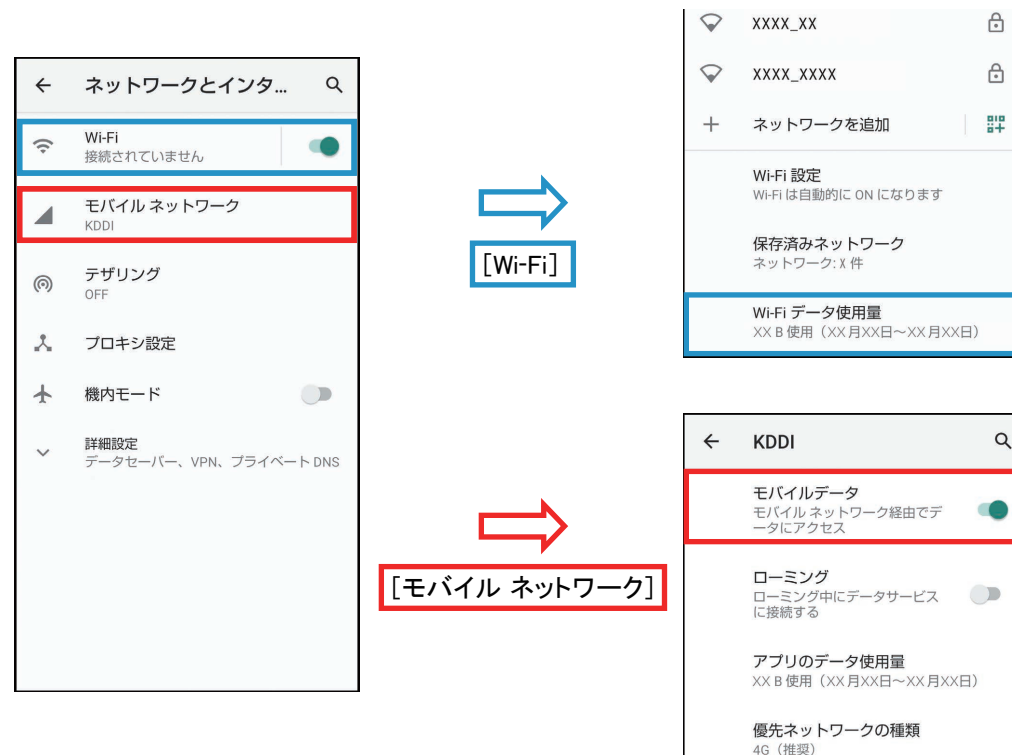 ネットワークとインタ...
Wi-Fi
接続されていません
モバイル ネットワーク
KDDI
テザリング
OFF
プロキシ設定
機内モード
詳細設定
データセーバー、VPN、プライベート DNS
[Wi-Fi]
XXXX_XX
XXXX_XXXX
ネットワークを追加
Wi-Fi 設定
Wi-Fi は自動的に ON になります
保存済みネットワーク
ネットワーク: X 件
Wi-Fi データ使用量
XX B 使用（XX月XX日～XX月XX日）
[モバイル ネットワーク]
KDDI
モバイルデータ
モバイル ネットワーク経由でデ
ータにアクセス
ローミング
ローミング中にデータサービス
に接続する
アプリのデータ使用量
XX B 使用（XX月XX日～XX月XX日）
優先ネットワークの種類
4G（推奨）